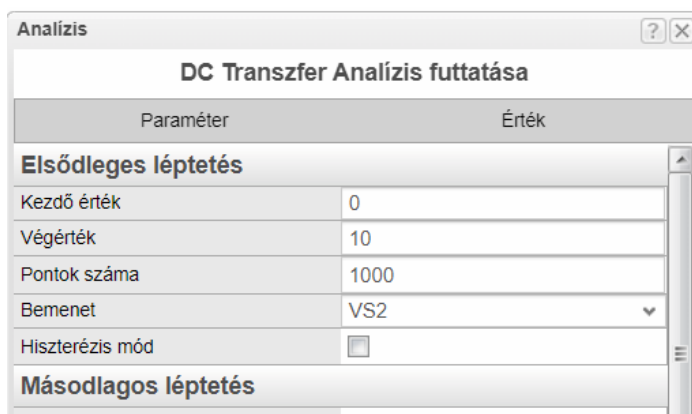 Analízis
DC Transzfer Analízis futtatása
Paraméter Érték
Elsődleges léptetés
Kezdő érték 0
Végérték 10
Pontok száma 1000
Bemenet VS2
Hiszterézis mód
Másodlagos léptetés